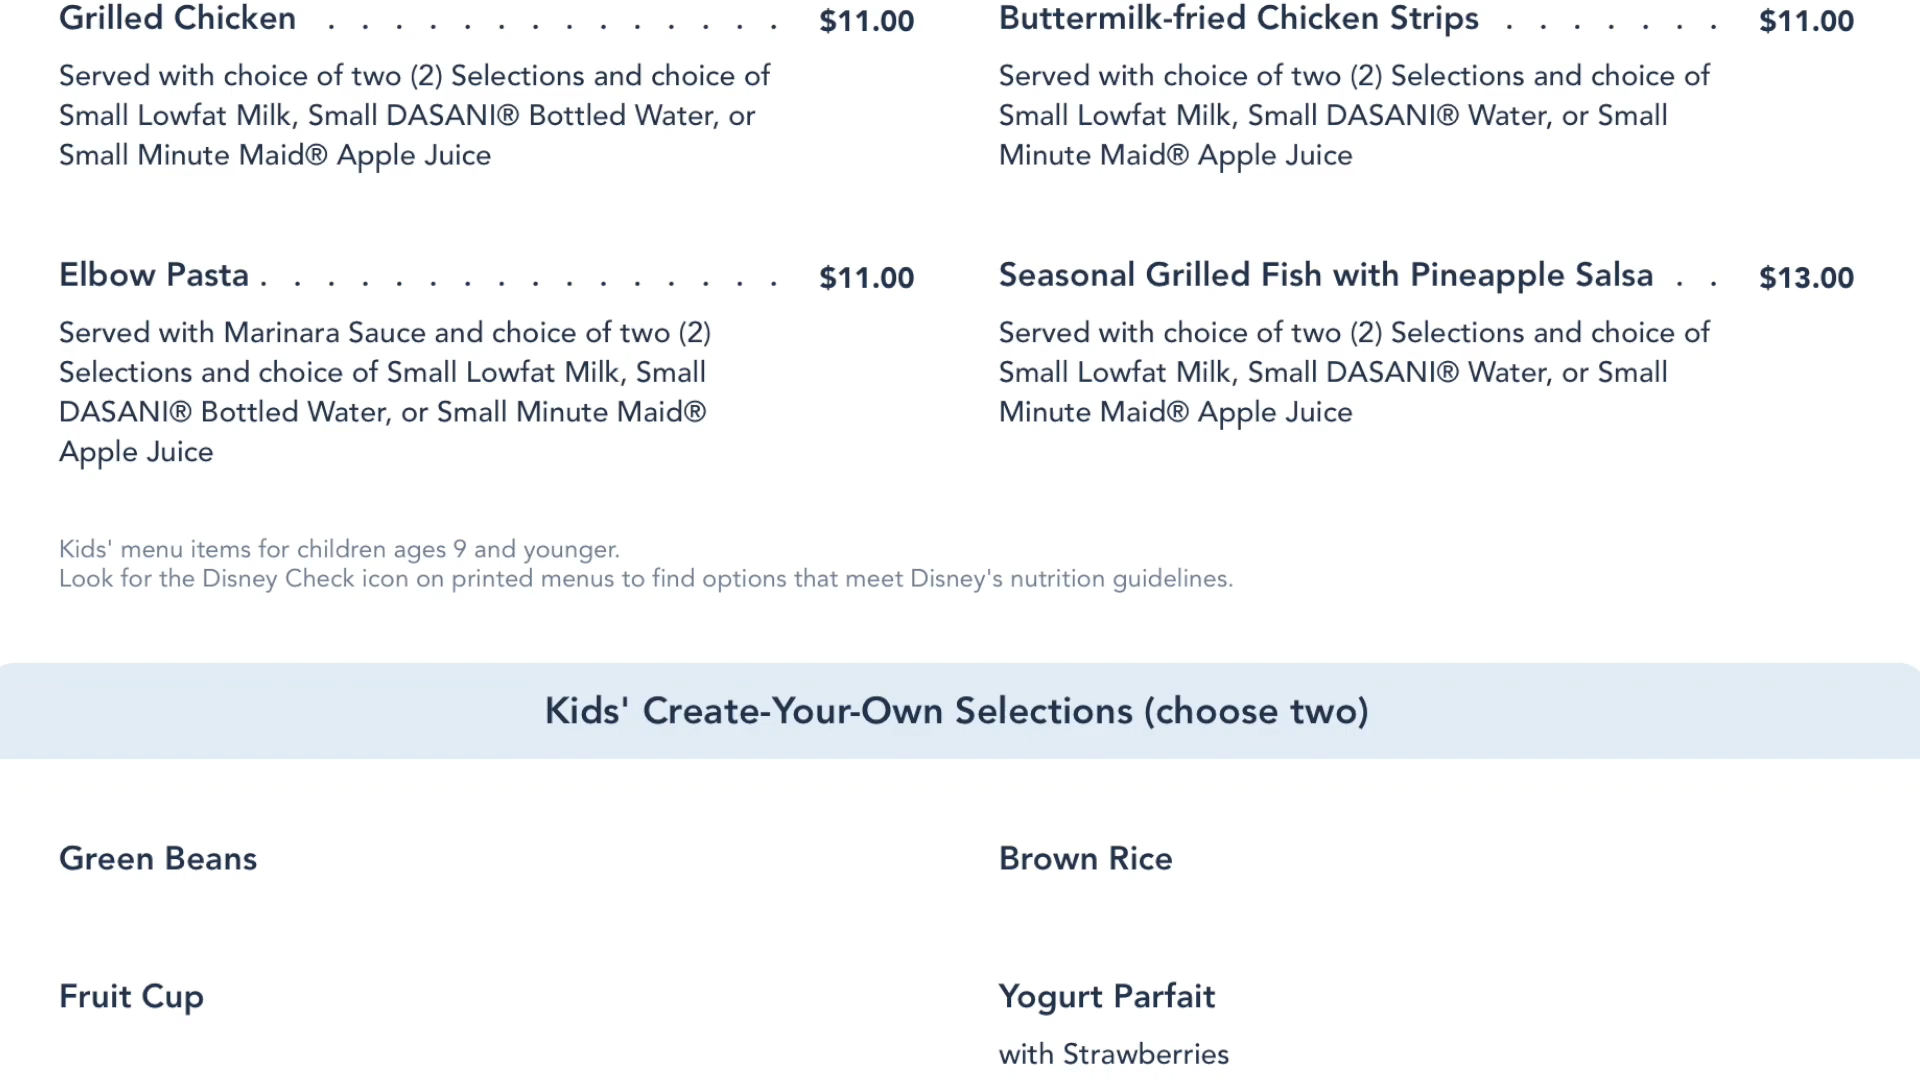 Grilled Chicken . . . . . . . . . . . . . . $11.00
Served with choice of two (2) Selections and choice of
Small Lowfat Milk, Small DASANI® Bottled Water, or
Small Minute Maid® Apple Juice
Buttermilk-fried Chicken Strips . . . . . . . $11.00
Served with choice of two (2) Selections and choice of
Small Lowfat Milk, Small DASANI® Water, or Small
Minute Maid® Apple Juice
Elbow Pasta . . . . . . . . . . . . . . . . $11.00
Served with Marinara Sauce and choice of two (2)
Selections and choice of Small Lowfat Milk, Small
DASANI® Bottled Water, or Small Minute Maid®
Apple Juice
Seasonal Grilled Fish with Pineapple Salsa . . $13.00
Served with choice of two (2) Selections and choice of
Small Lowfat Milk, Small DASANI® Water, or Small
Minute Maid® Apple Juice
Kids' menu items for children ages 9 and younger.
Look for the Disney Check icon on printed menus to find options that meet Disney's nutrition guidelines.
Kids' Create-Your-Own Selections (choose two)
Green Beans
Brown Rice
Fruit Cup
Yogurt Parfait
with Strawberries